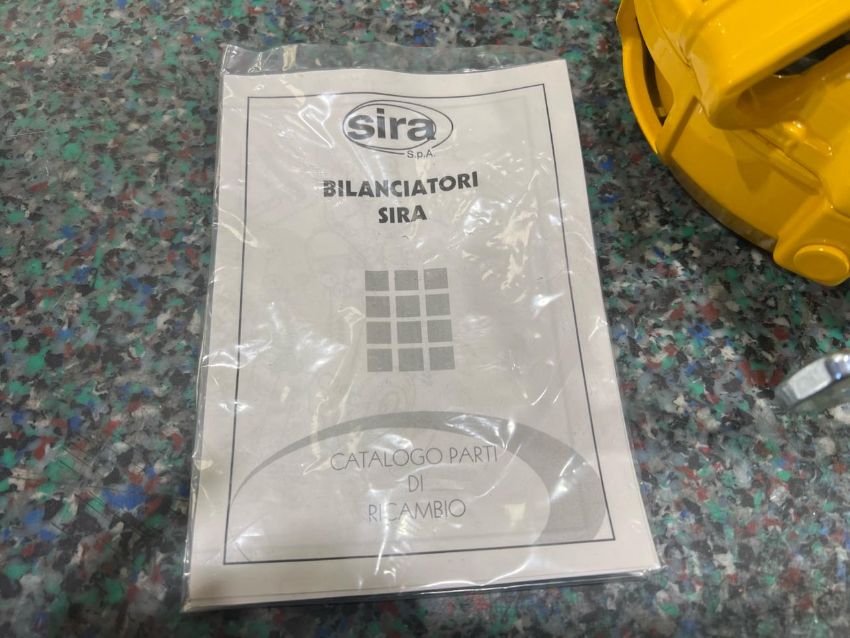 sira
S.p.A.
BILANCIATORI
SIRA
CATALOGO PARTI
DI
RICAMBIO